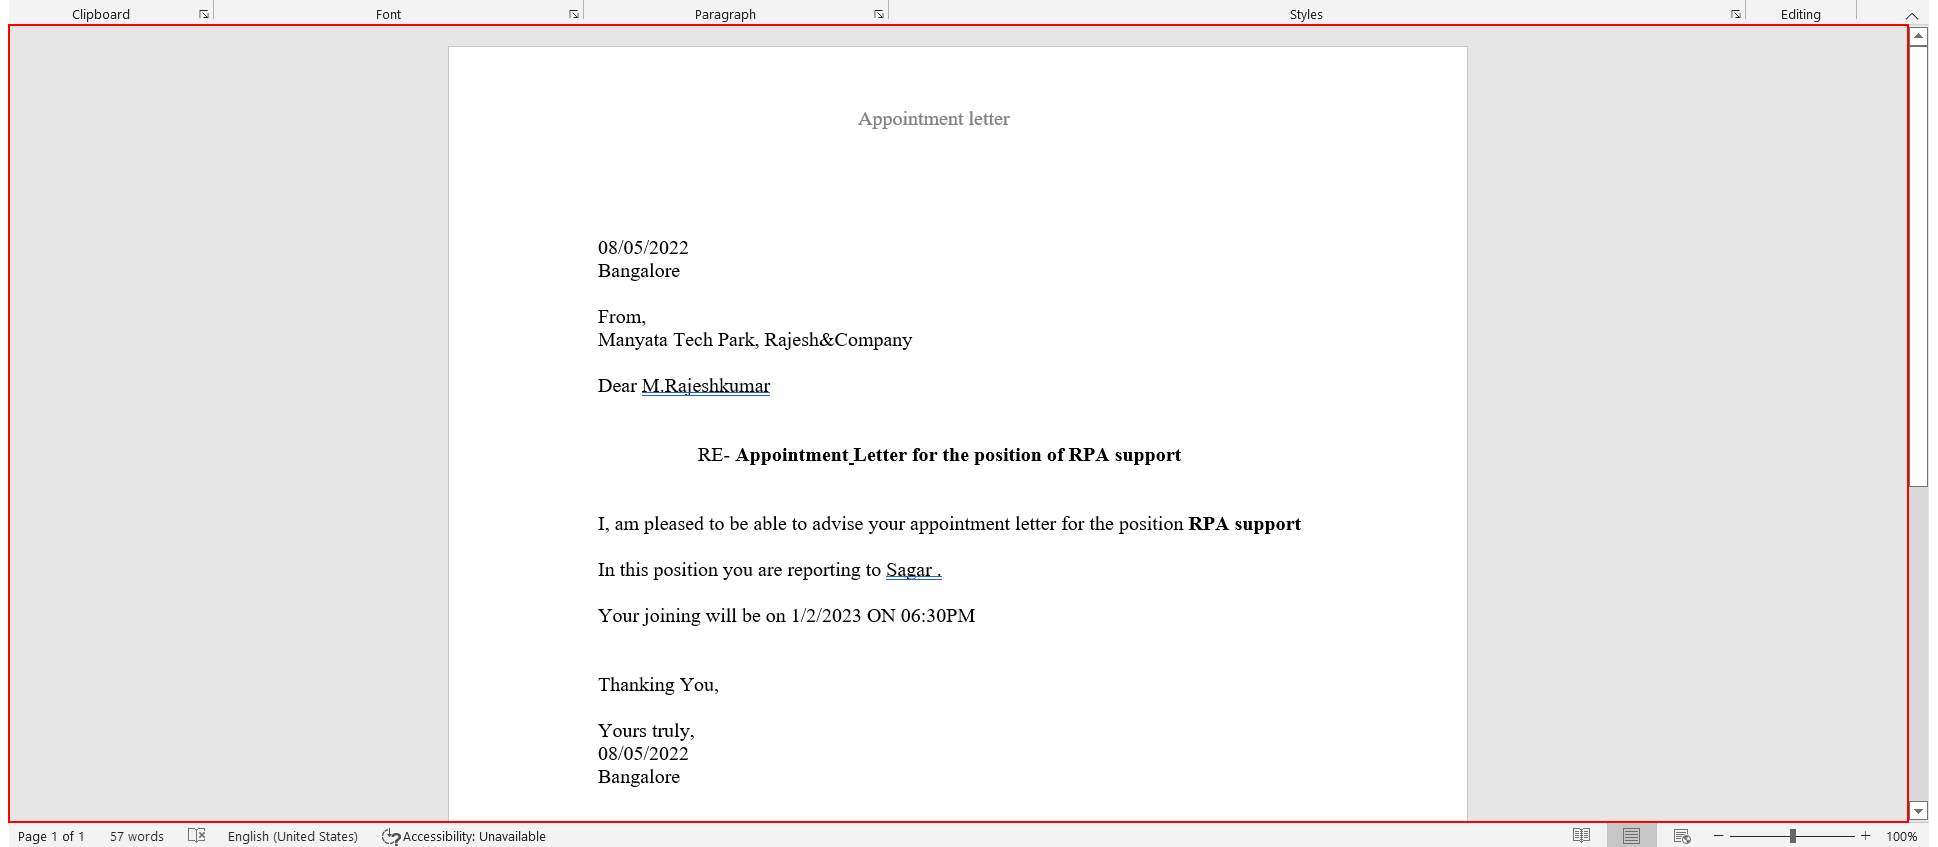 Clipboard Font Paragraph Styles Editing
Appointment letter
08/05/2022
Bangalore
From,
Manyata Tech Park, Rajesh&Company
Dear M.Rajeshkumar
RE- Appointment Letter for the position of RPA support
I, am pleased to be able to advise your appointment letter for the position RPA support
In this position you are reporting to Sagar .
Your joining will be on 1/2/2023 ON 06:30PM
Thanking You,
Yours truly,
08/05/2022
Bangalore
Page 1 of 1 57 words English (United States) Accessibility: Unavailable 100%